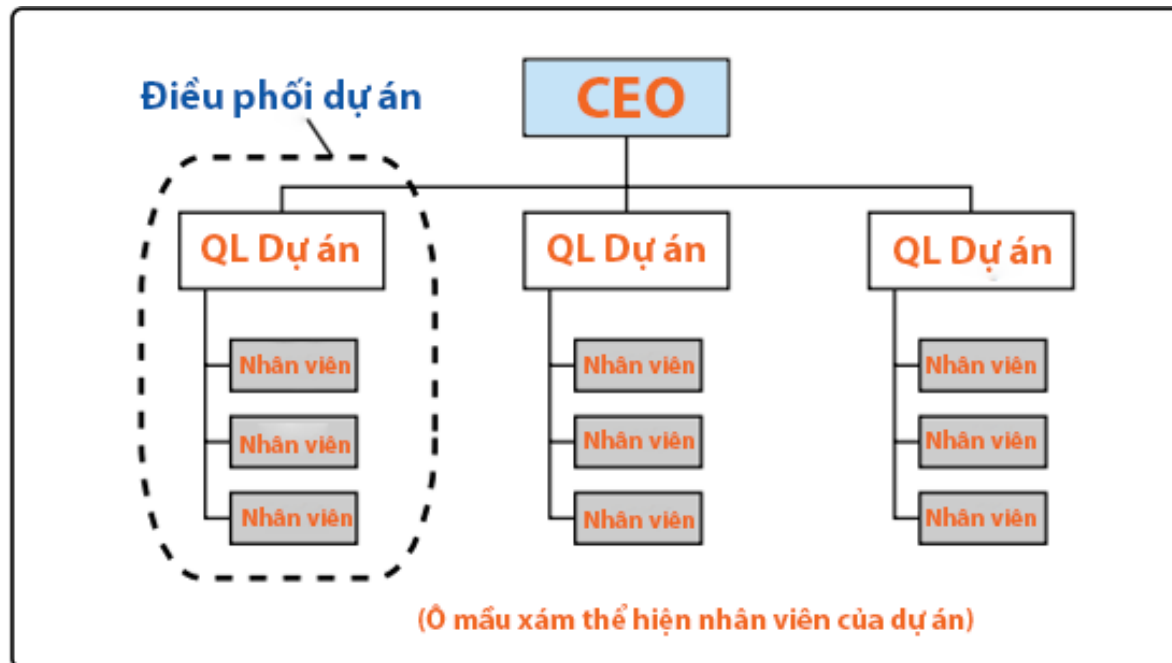 CEO
Điều phối dự án
QL Dự án
QL Dự án
QL Dự án
Nhân viên
Nhân viên
Nhân viên
Nhân viên
Nhân viên
Nhân viên
Nhân viên
Nhân viên
Nhân viên
(Ô mầu xám thể hiện nhân viên của dự án)